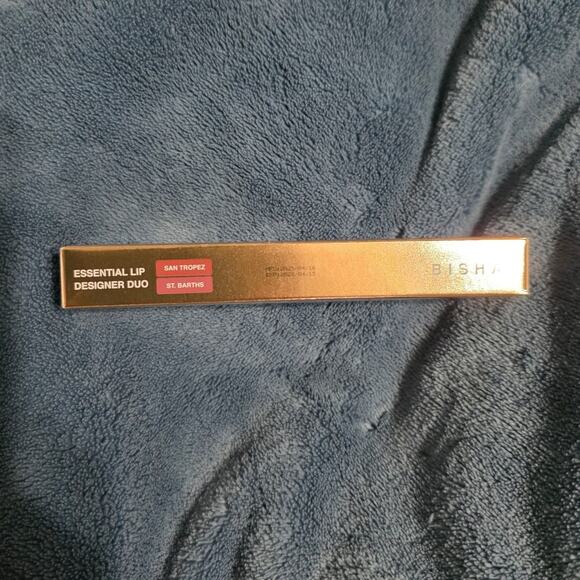 ESSENTIAL LIP
DESIGNER DUO
SAN TROPEZ
ST. BARTHS
BISHA